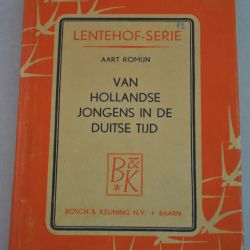 LENTEHOF-SERIE
AART ROMIJN
VAN
HOLLANDSE
JONGENS IN DE
DUITSE TIJD
B&
*K
BOSCH & KEUNING N.V. • BAARN